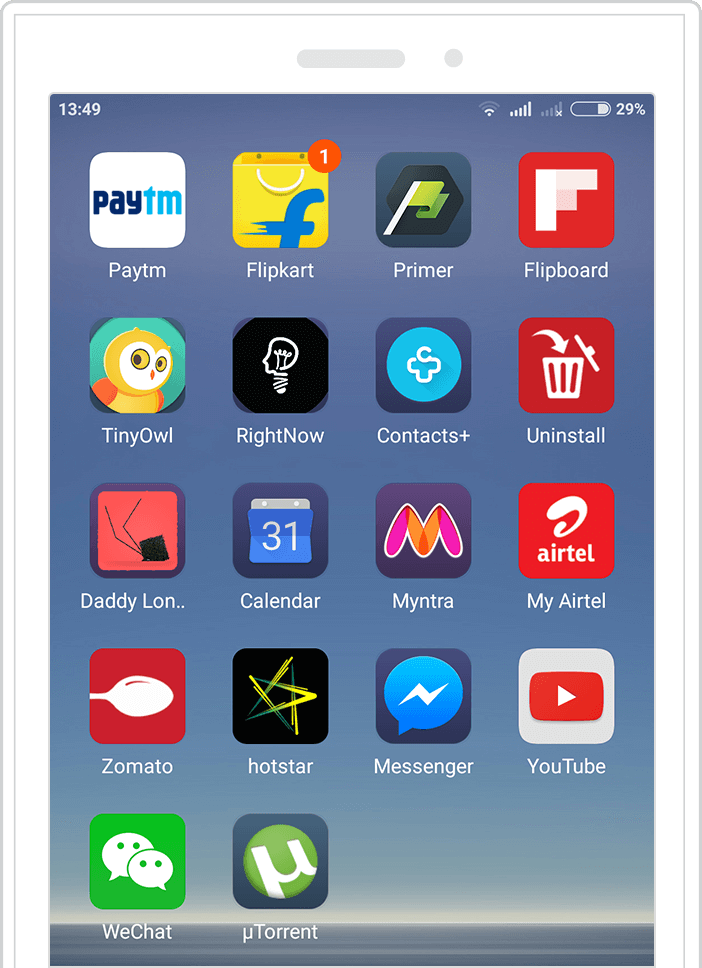 13:49 29%
paytm 1
Paytm Flipkart Primer Flipboard
TinyOwl RightNow Contacts+ Uninstall
31 airtel
Daddy Lon.. Calendar Myntra My Airtel
Zomato hotstar Messenger YouTube
WeChat µTorrent